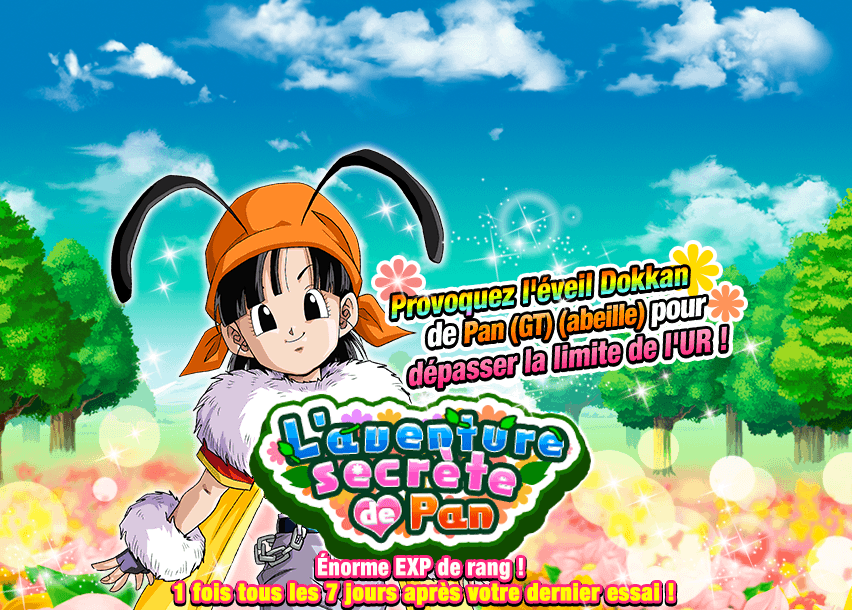 Provoquez l'éveil Dokkan
de Pan (GT) (abeille) pour
dépasser la limite de l'UR !
L'aventure
secrète
de Pan
Énorme EXP de rang !
1 fois tous les 7 jours après votre dernier essai !